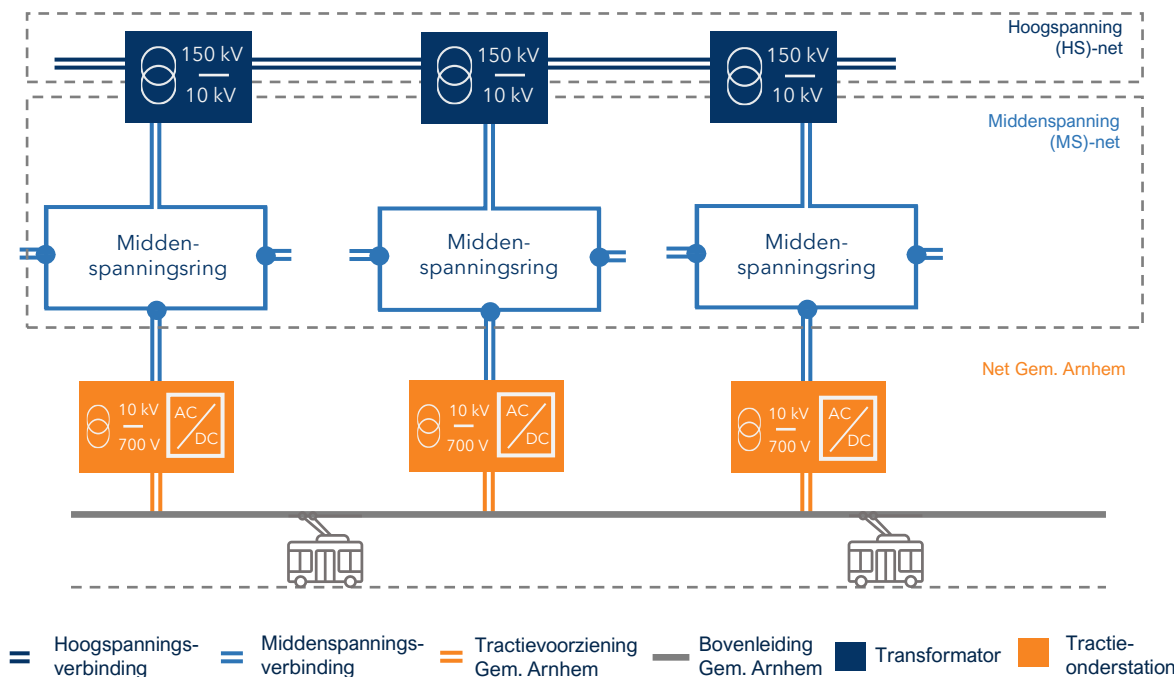 Hoogspanning
(HS)-net
150 kV
10 kV
150 kV
10 kV
150 kV
10 kV
Middenspanning
(MS)-net
Midden-
spanningsring
Midden-
spanningsring
Midden-
spanningsring
Net Gem. Arnhem
10 kV
700 V
AC
DC
10 kV
700 V
AC
DC
10 kV
700 V
AC
DC
Hoogspannings-
verbinding
Middenspannings-
verbinding
Tractievoorziening
Gem. Arnhem
Bovenleiding
Gem. Arnhem
Transformator
Tractie-
onderstation